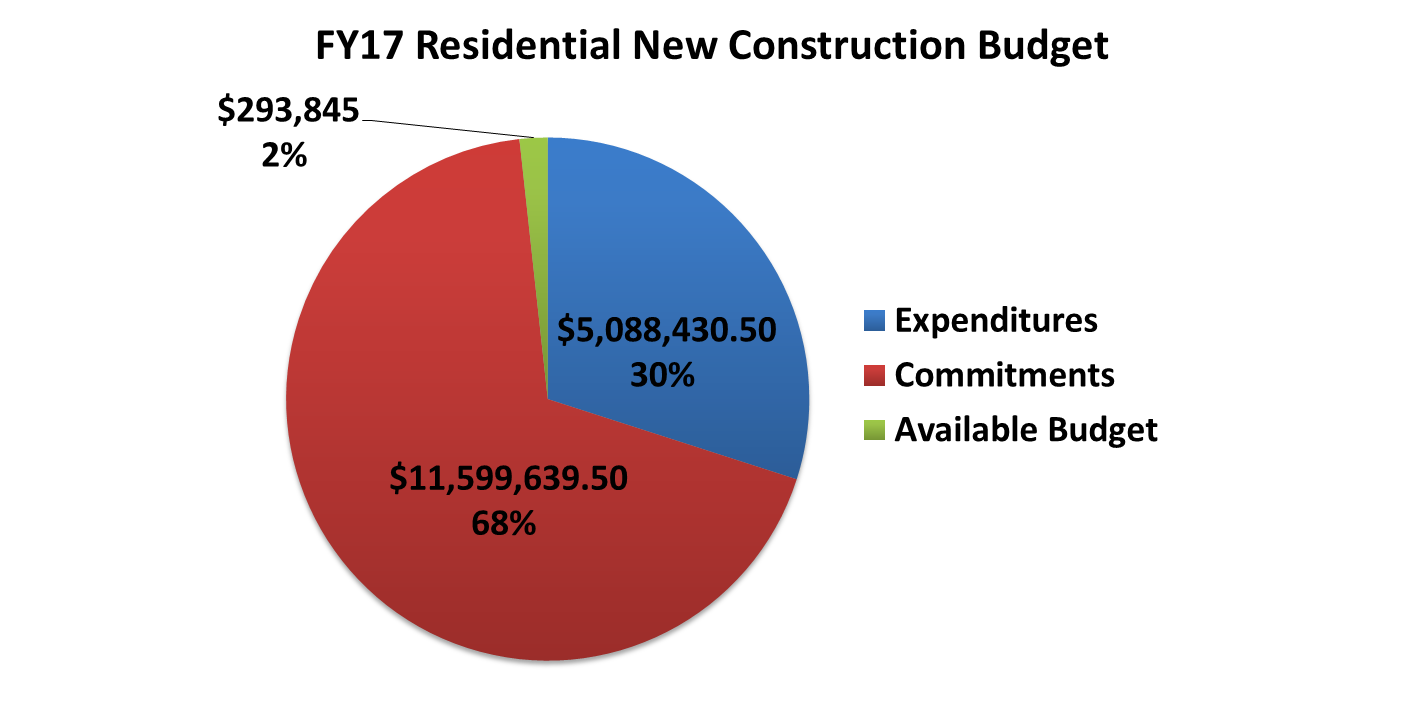 FY17 Residential New Construction Budget
$293,845
2%
$5,088,430.50
30%
$11,599,639.50
68%
Expenditures
Commitments
Available Budget